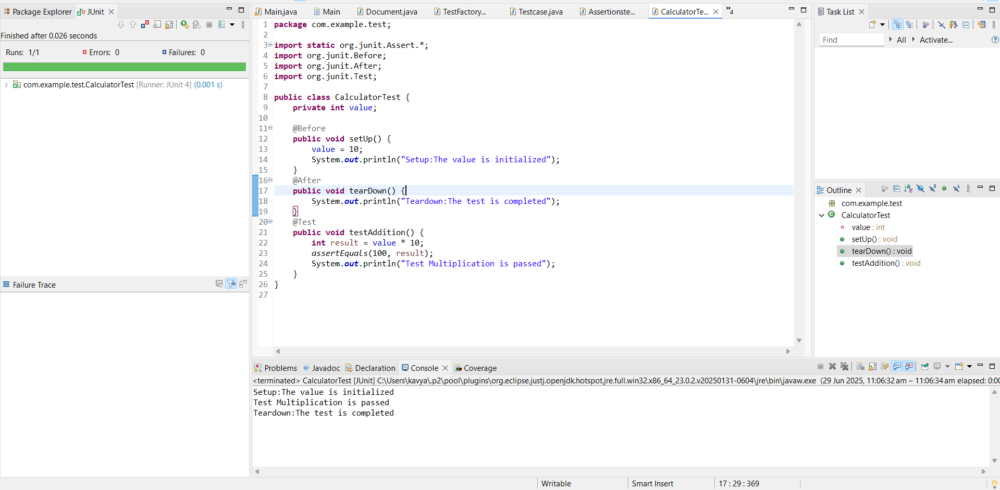 Package Explorer JUnit
Finished after 0.026 seconds
Runs: 1/1 Errors: 0 Failures: 0
com.example.test.CalculatorTest [Runner: JUnit 4] (0.001 s)
Failure Trace
Main.java Main Document.java TestFactory... Testcase.java Assertionste... CalculatorTe... »4
1 package com.example.test;
2
3 import static org.junit.Assert.*;
4 import org.junit.Before;
5 import org.junit.After;
6 import org.junit.Test;
7
8 public class CalculatorTest {
9 private int value;
10
11 @Before
12 public void setUp() {
13 value = 10;
14 System.out.println("Setup:The value is initialized");
15 }
16 @After
17 public void tearDown() {
18 System.out.println("Teardown:The test is completed");
19 }
20 @Test
21 public void testAddition() {
22 int result = value * 10;
23 assertEquals(100, result);
24 System.out.println("Test Multiplication is passed");
25 }
26 }
27
Problems Javadoc Declaration Console Coverage
<terminated> CalculatorTest [JUnit] C:\Users\kavya\.p2\pool\plugins\org.eclipse.justj.openjdk.hotspot.jre.full.win32.x86_64_23.0.2.v20250131-0604\jre\bin\javaw.exe (29 Jun 2025, 11:06:32 am – 11:06:34 am elapsed: 0:00
Setup:The value is initialized
Test Multiplication is passed
Teardown:The test is completed
Task List
Find All Activate...
Outline
com.example.test
CalculatorTest
value : int
setUp() : void
tearDown() : void
testAddition() : void
Writable Smart Insert 17 : 29 : 369